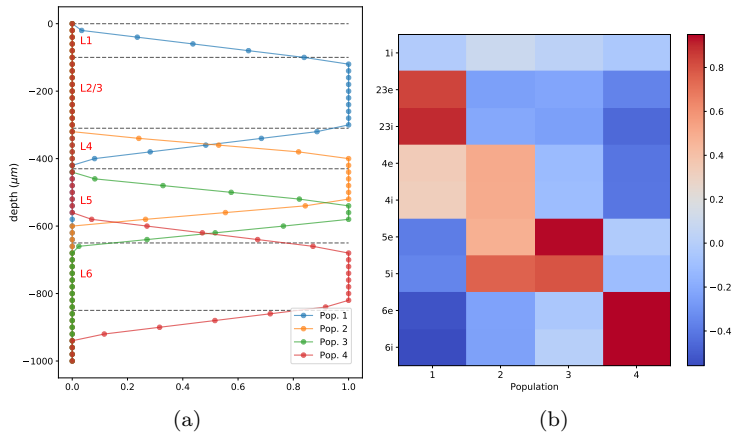 0
−200
−400
−600
−800
−1000
depth (μm)
L1
L2/3
L4
L5
L6
Pop. 1
Pop. 2
Pop. 3
Pop. 4
0.0 0.2 0.4 0.6 0.8 1.0
(a)
1i
23e
23i
4e
4i
5e
5i
6e
6i
1 2 3 4
Population
0.8
0.6
0.4
0.2
0.0
−0.2
−0.4
(b)